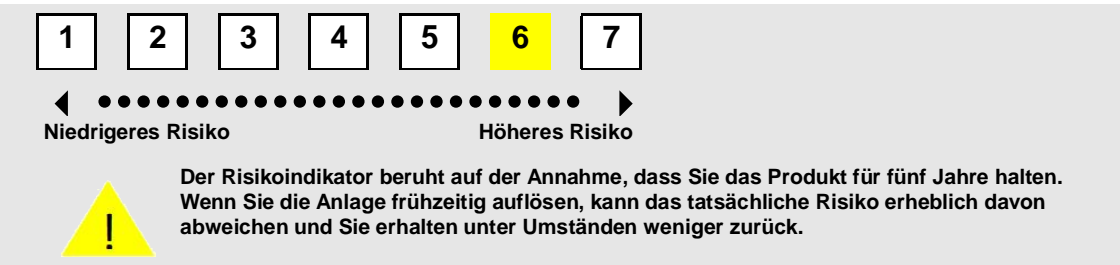 1 2 3 4 5 6 7
Niedrigeres Risiko Höheres Risiko
Der Risikoindikator beruht auf der Annahme, dass Sie das Produkt für fünf Jahre halten.
Wenn Sie die Anlage frühzeitig auflösen, kann das tatsächliche Risiko erheblich davon
abweichen und Sie erhalten unter Umständen weniger zurück.
!